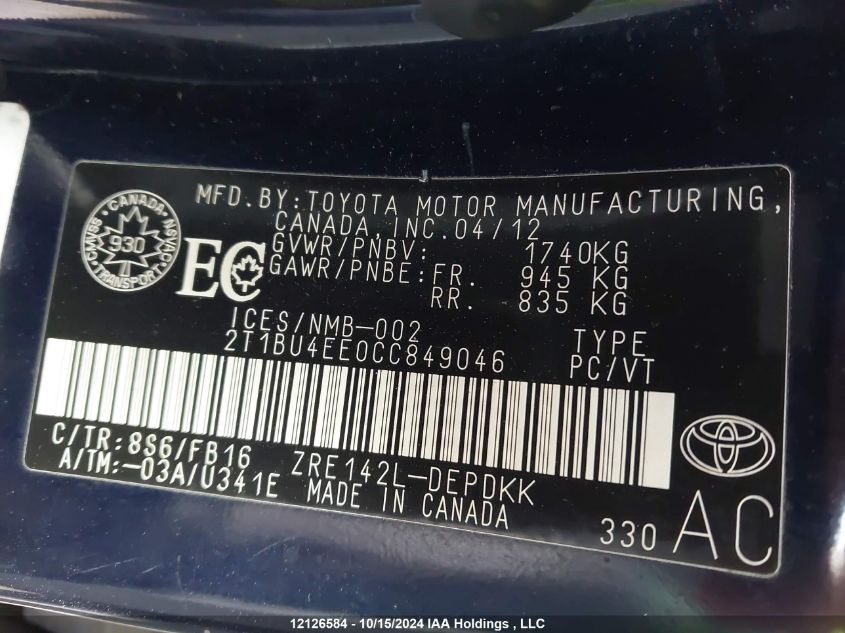 MFD.BY:TOYOTA MOTOR MANUFACTURING,
CANADA, INC.04/12
GVWR/PNBV: 1740KG
GAWR/PNBE:FR. 945 KG
RR. 835 KG
CANADA
CMVSS 930 NSVAC
TRANSPORT
EC
ICES/NMB-002
2T1BU4EE0CC849046
TYPE
PC/VT
C/TR:8S6/FB16
A/TM:-03A/U341E
ZRE142L-DEPDKK
MADE IN CANADA
330 AC
12126584 - 10/15/2024 IAA Holdings , LLC